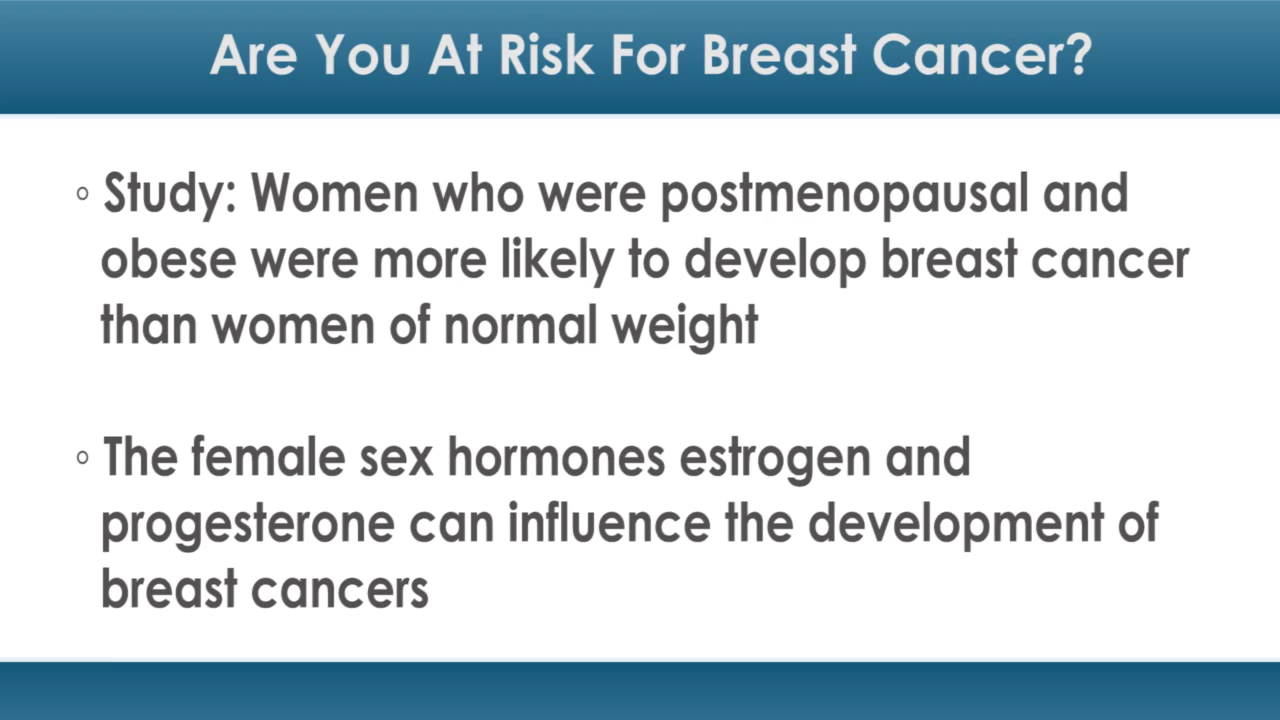 Are You At Risk For Breast Cancer?
◦ Study: Women who were postmenopausal and
obese were more likely to develop breast cancer
than women of normal weight
◦ The female sex hormones estrogen and
progesterone can influence the development of
breast cancers